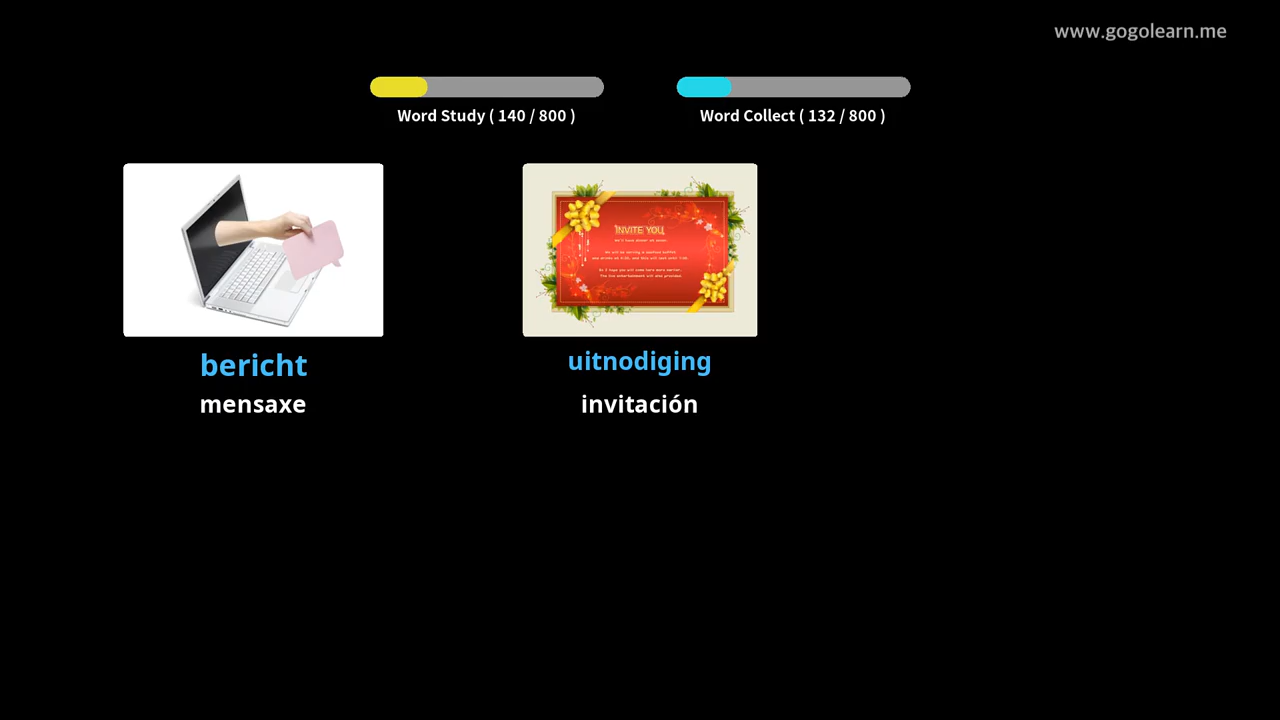 www.gogolearn.me
Word Study ( 140 / 800 )
Word Collect ( 132 / 800 )
INVITE YOU
bericht
uitnodiging
mensaxe
invitación